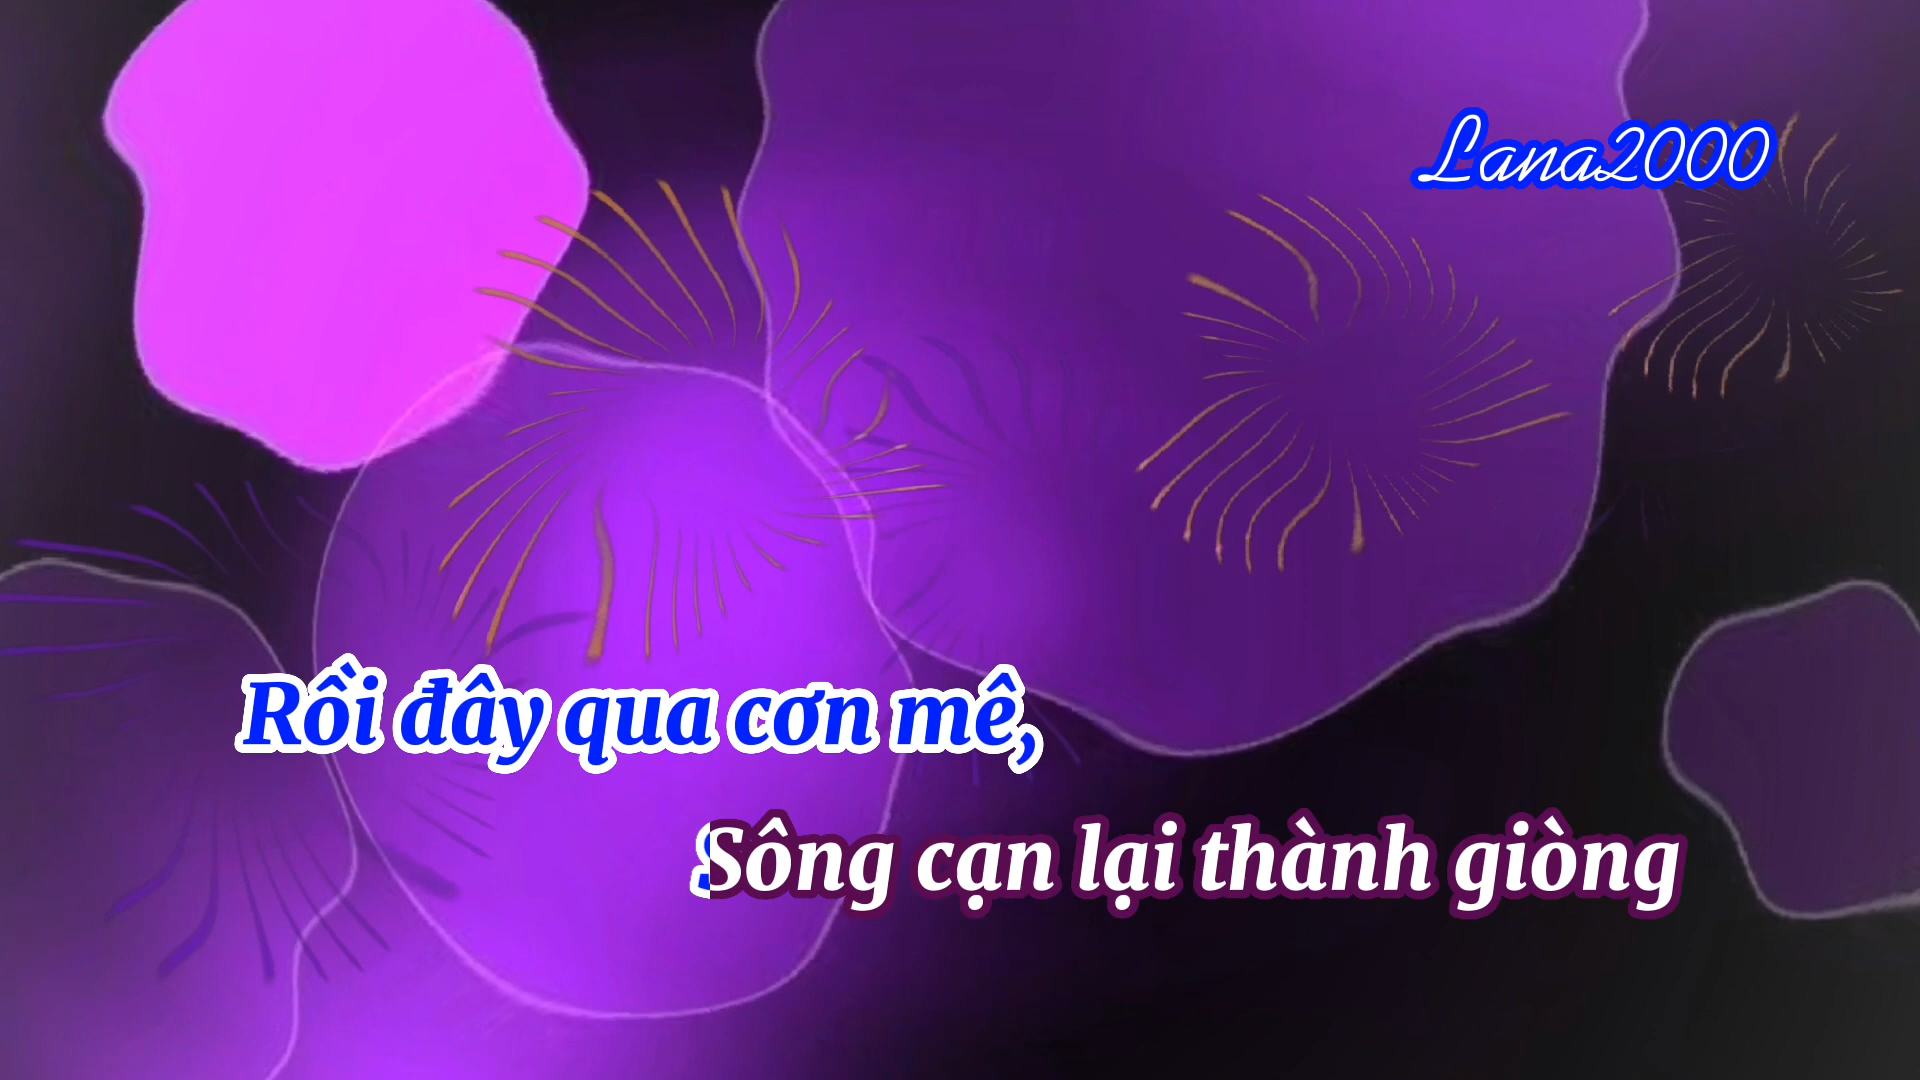 Lana2000
Rồi đây qua cơn mê,
Sông cạn lại thành giòng